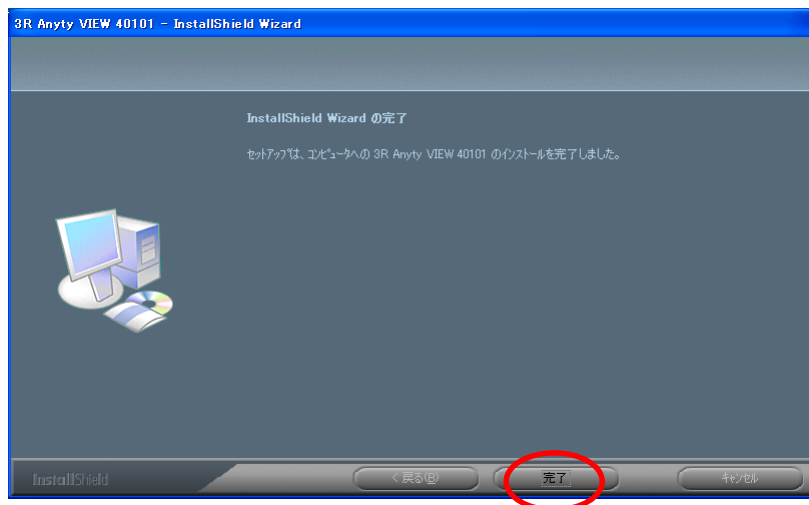 3R Anyty VIEW 40101 - InstallShield Wizard
InstallShield Wizard の完了
セットアップは、コンピュータへの 3R Anyty VIEW 40101 のインストールを完了しました。
InstallShield
< 戻る(B) 完了 キャンセル